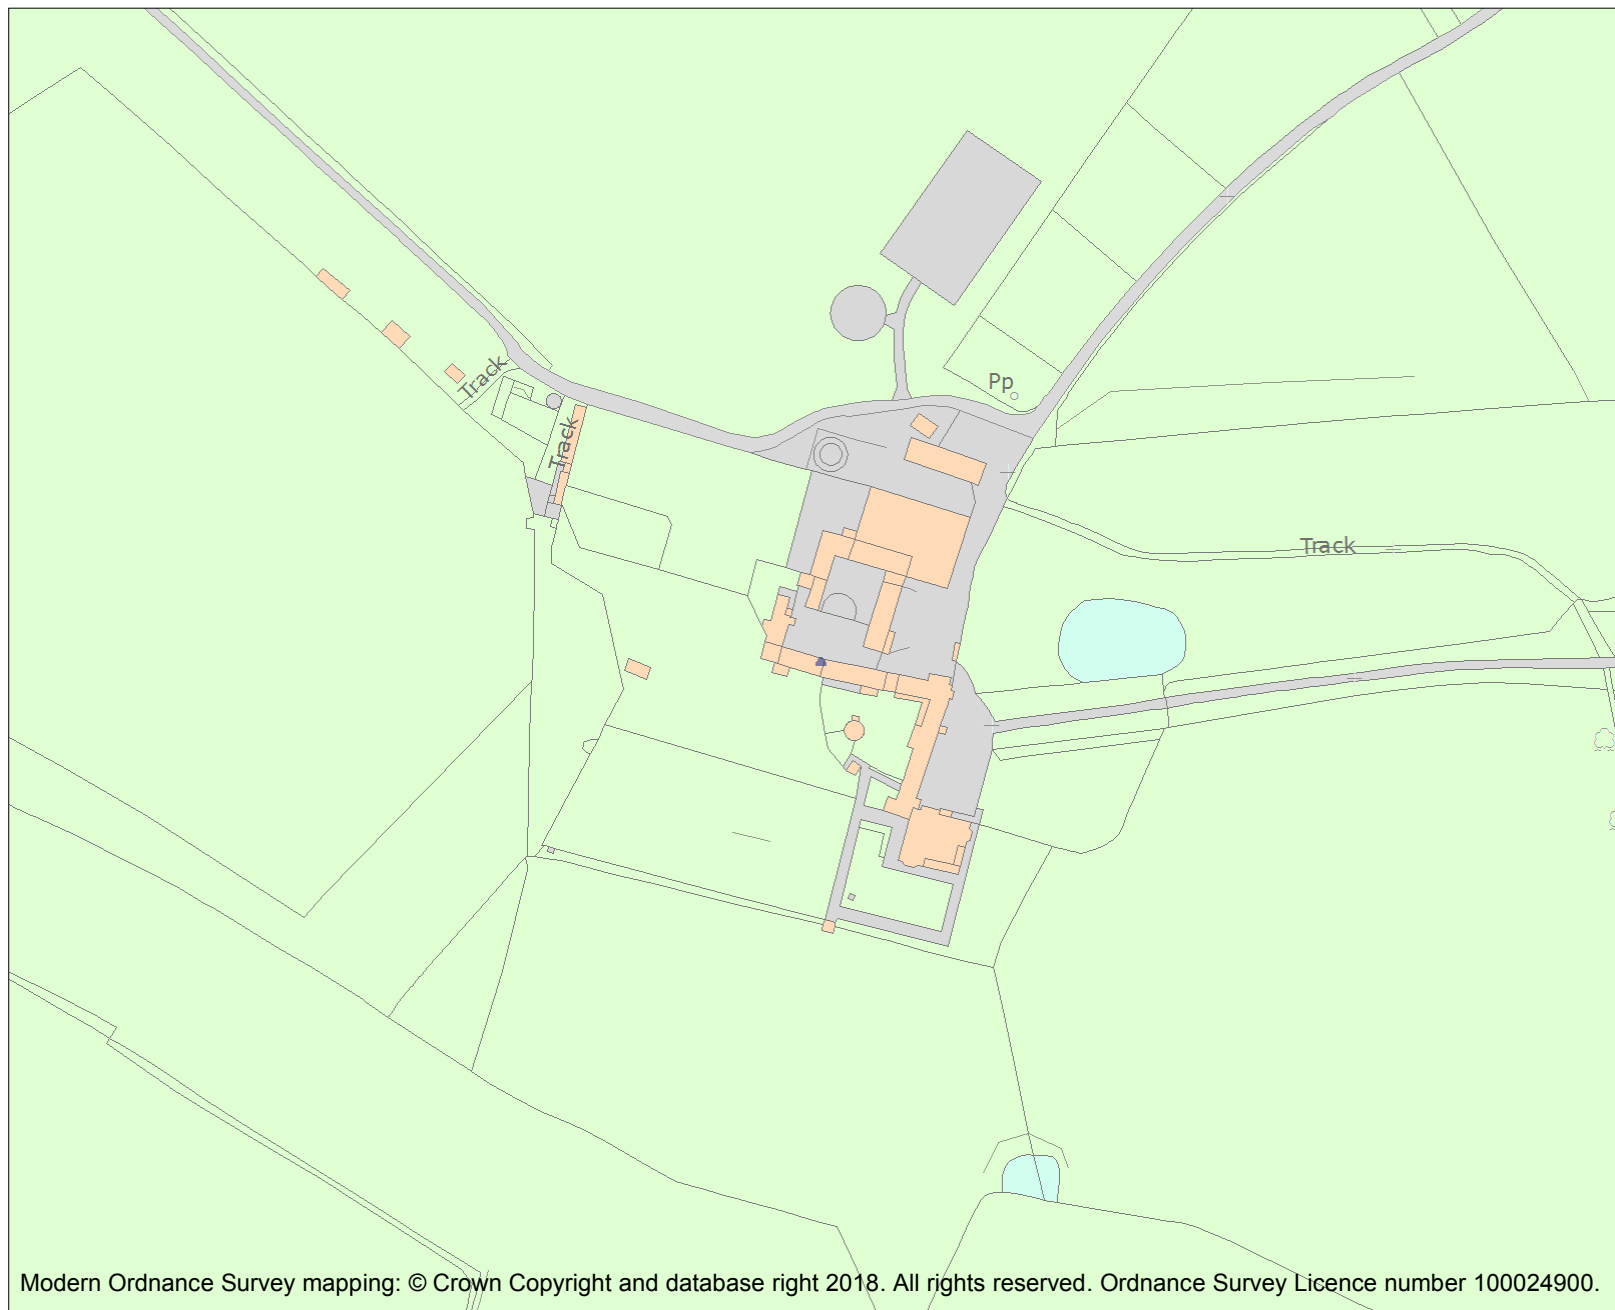 Track
Pp
Track
Track
Modern Ordnance Survey mapping: © Crown Copyright and database right 2018. All rights reserved. Ordnance Survey Licence number 100024900.